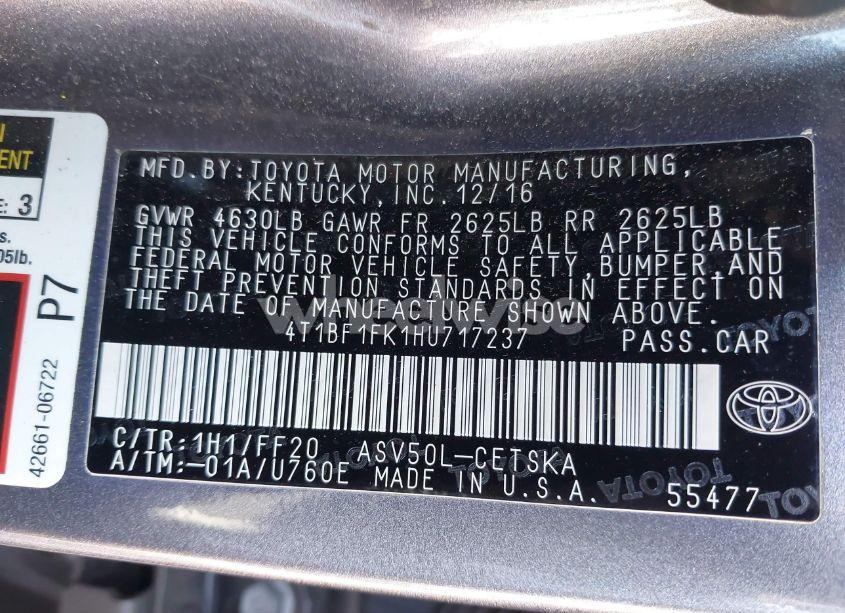 MFD. BY: TOYOTA MOTOR MANUFACTURING,
KENTUCKY, INC. 12/16
GVWR 4630LB GAWR FR 2625LB RR 2625LB
THIS VEHICLE CONFORMS TO ALL APPLICABLE
FEDERAL MOTOR VEHICLE SAFETY, BUMPER, AND
THEFT PREVENTION STANDARDS IN EFFECT ON
THE DATE OF MANUFACTURE SHOWN ABOVE.
4T1BF1FK1HU717237 PASS.CAR
C/TR: 1H1/FF20 ASV50L-CETSKA
A/TM:-01A/U760E MADE IN U.S.A. 55477
E: 3
P7
42661-06722
wheelwise
TOYOTA